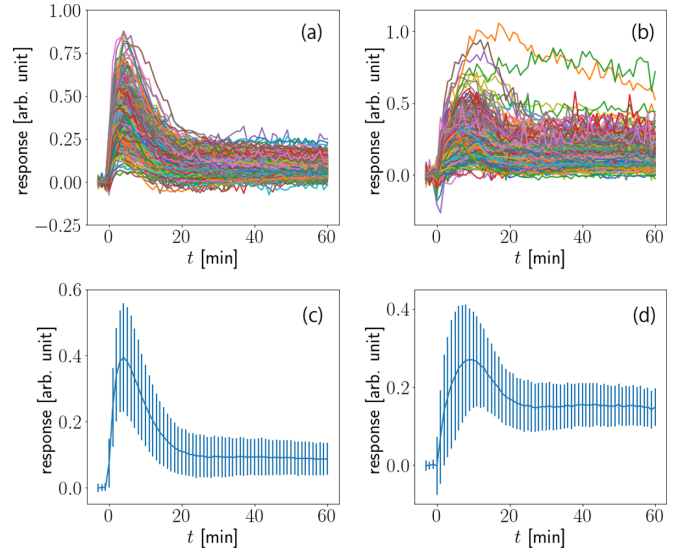 1.00
0.75
0.50
0.25
0.00
−0.25
response [arb. unit]
0
20
40
60
t [min]
(a)
1.0
0.5
0.0
response [arb. unit]
0
20
40
60
t [min]
(b)
0.6
0.4
0.2
0.0
response [arb. unit]
0
20
40
60
t [min]
(c)
0.4
0.2
0.0
response [arb. unit]
0
20
40
60
t [min]
(d)